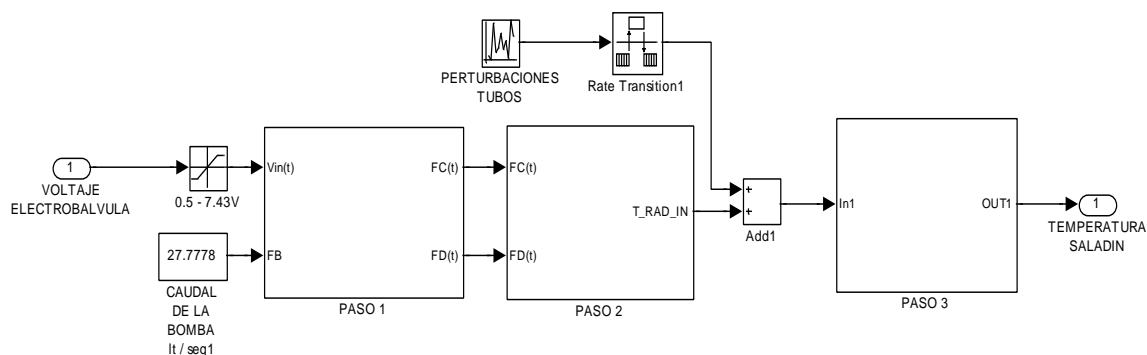 PERTURBACIONES
TUBOS
Rate Transition1
1
VOLTAJE
ELECTROBALVULA
0.5 - 7.43V
27.7778
CAUDAL
DE LA
BOMBA
lt / seg1
Vin(t)
FB
FC(t)
FD(t)
PASO 1
FC(t)
FD(t)
T_RAD_IN
PASO 2
+
+
Add1
In1
OUT1
PASO 3
1
TEMPERATURA
SALADIN